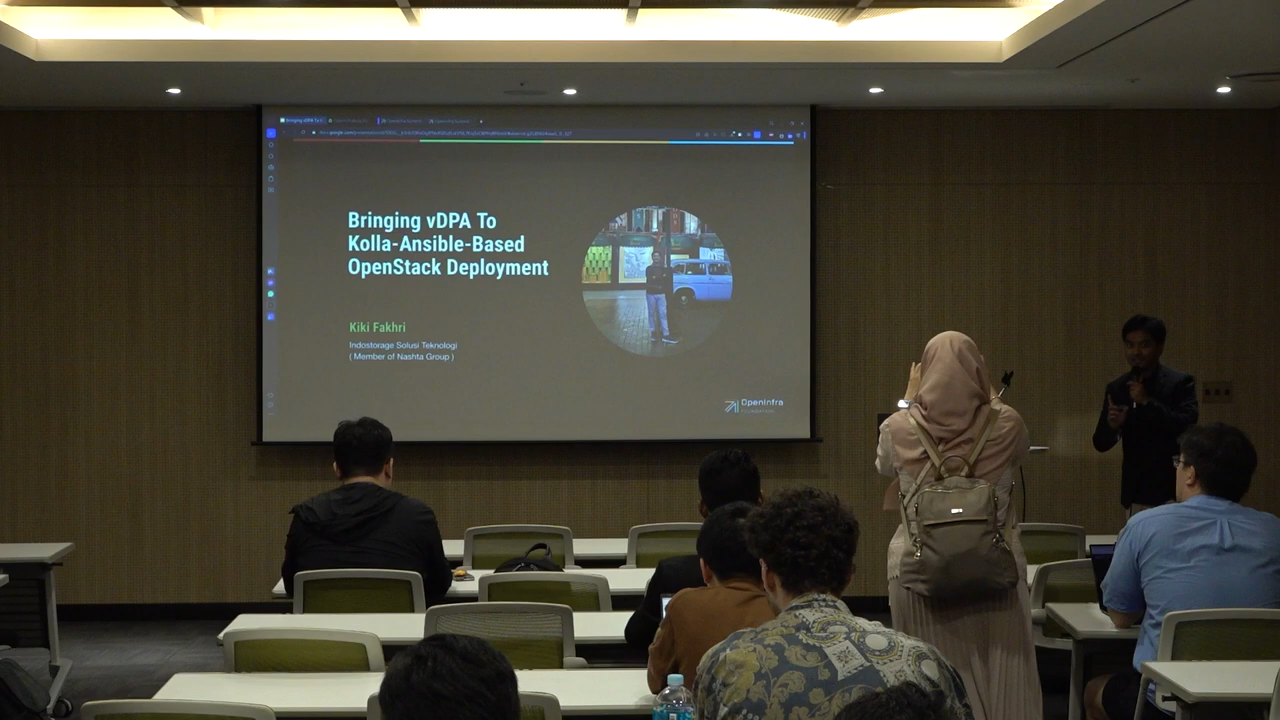 Bringing vDPA To
Kolla-Ansible-Based
OpenStack Deployment
Kiki Fakhri
Indostorage Solusi Teknologi
( Member of Nashta Group )
OpenInfra